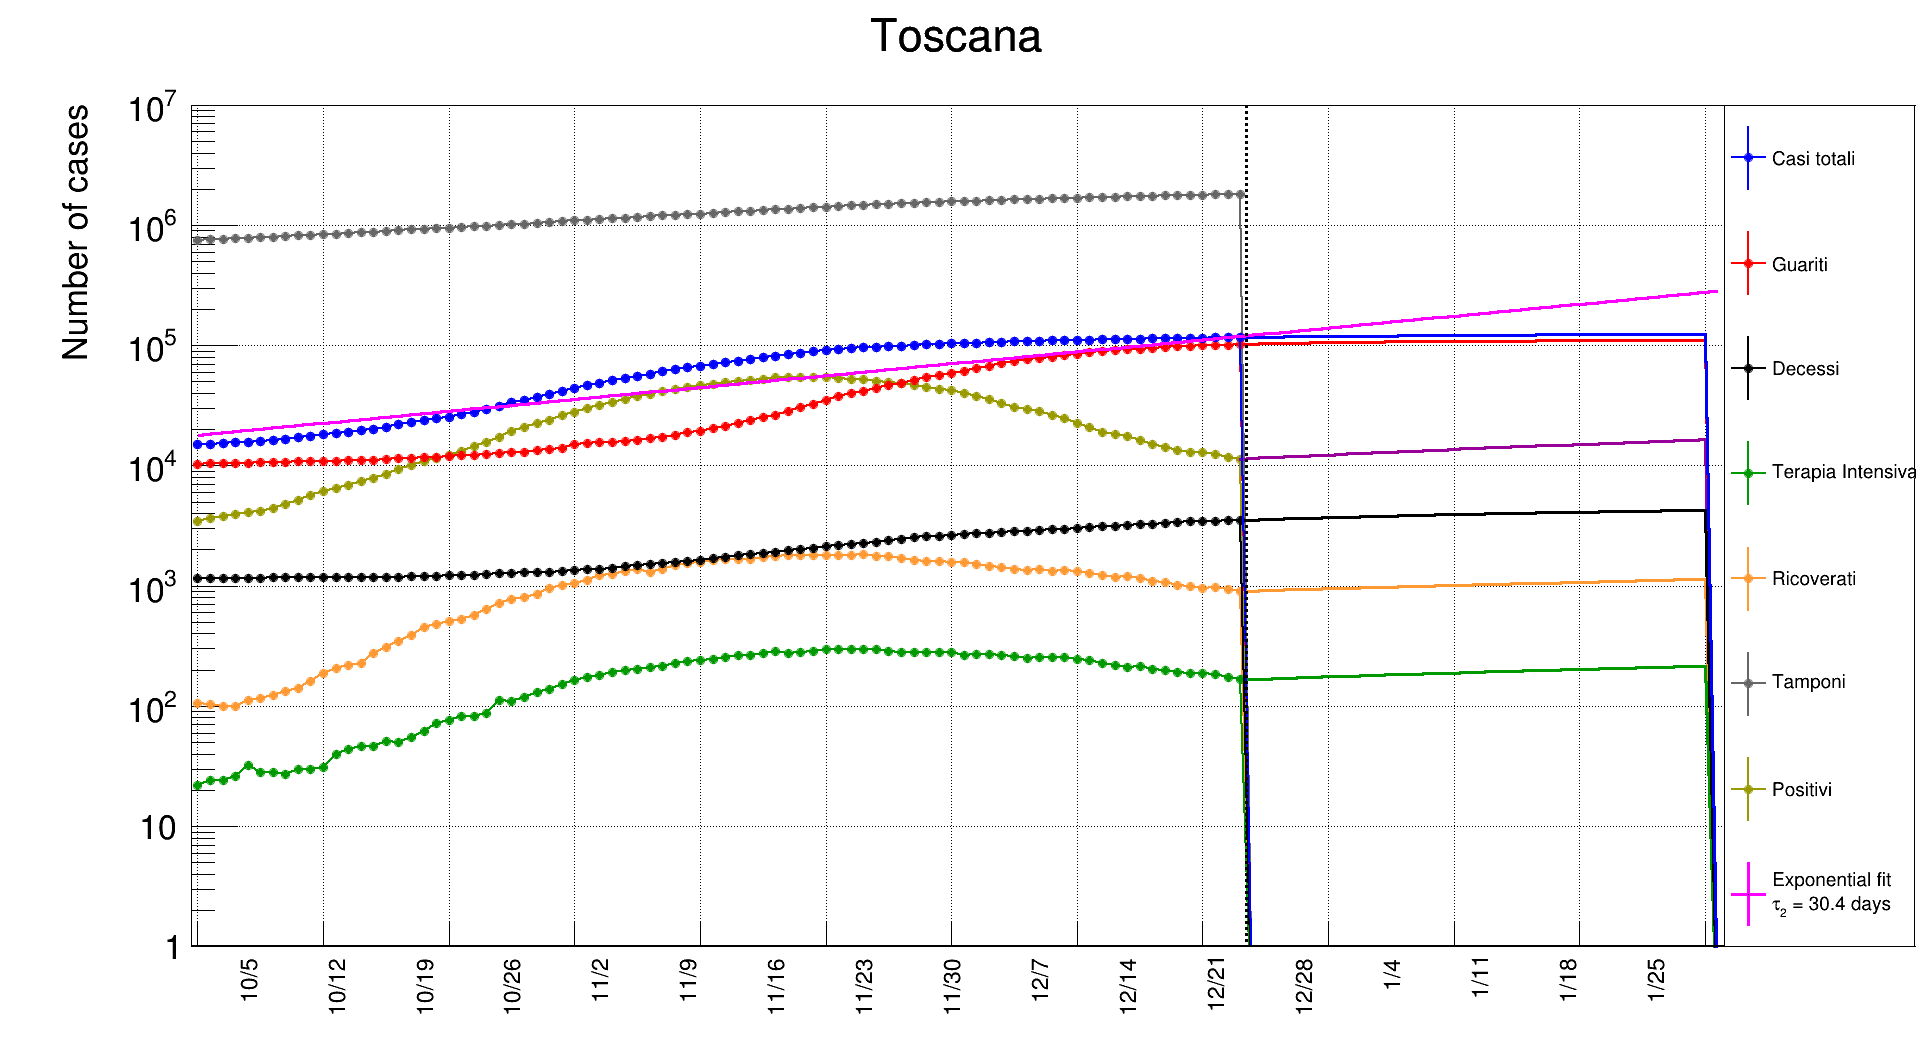 Toscana
Number of cases
10^7
10^6
10^5
10^4
10^3
10^2
10
1
10/5
10/12
10/19
10/26
11/2
11/9
11/16
11/23
11/30
12/7
12/14
12/21
12/28
1/4
1/11
1/18
1/25
Casi totali
Guariti
Decessi
Terapia Intensiva
Ricoverati
Tamponi
Positivi
Exponential fit
τ₂ = 30.4 days